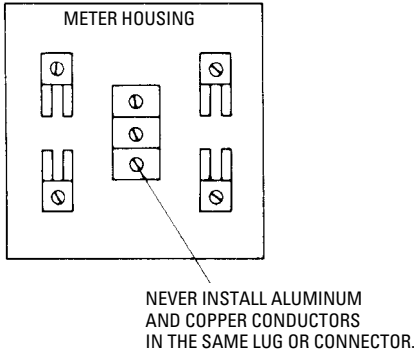 METER HOUSING
NEVER INSTALL ALUMINUM
AND COPPER CONDUCTORS
IN THE SAME LUG OR CONNECTOR.